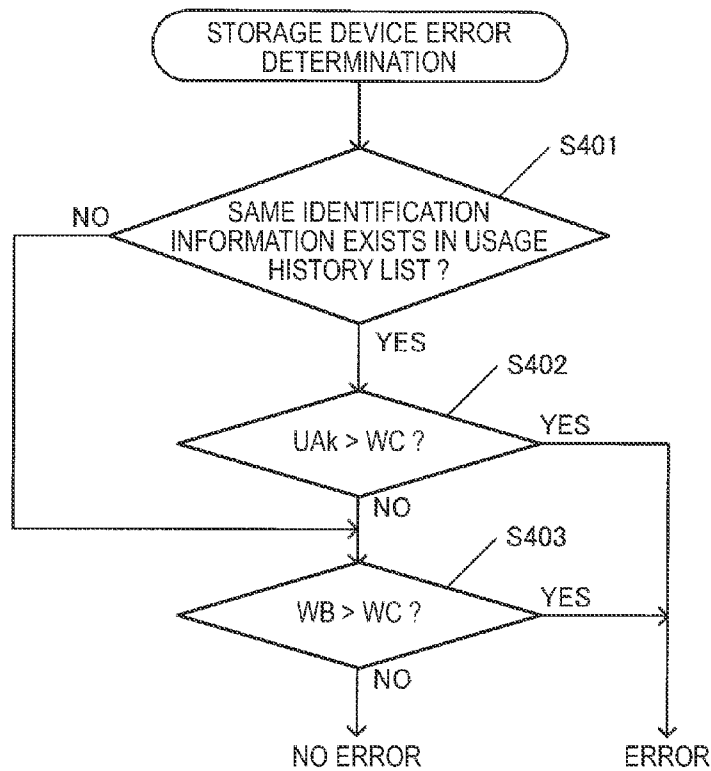 STORAGE DEVICE ERROR
DETERMINATION
S401
NO
SAME IDENTIFICATION
INFORMATION EXISTS IN USAGE
HISTORY LIST ?
YES
S402
UAk > WC ?
YES
NO
S403
WB > WC ?
YES
NO
NO ERROR
ERROR